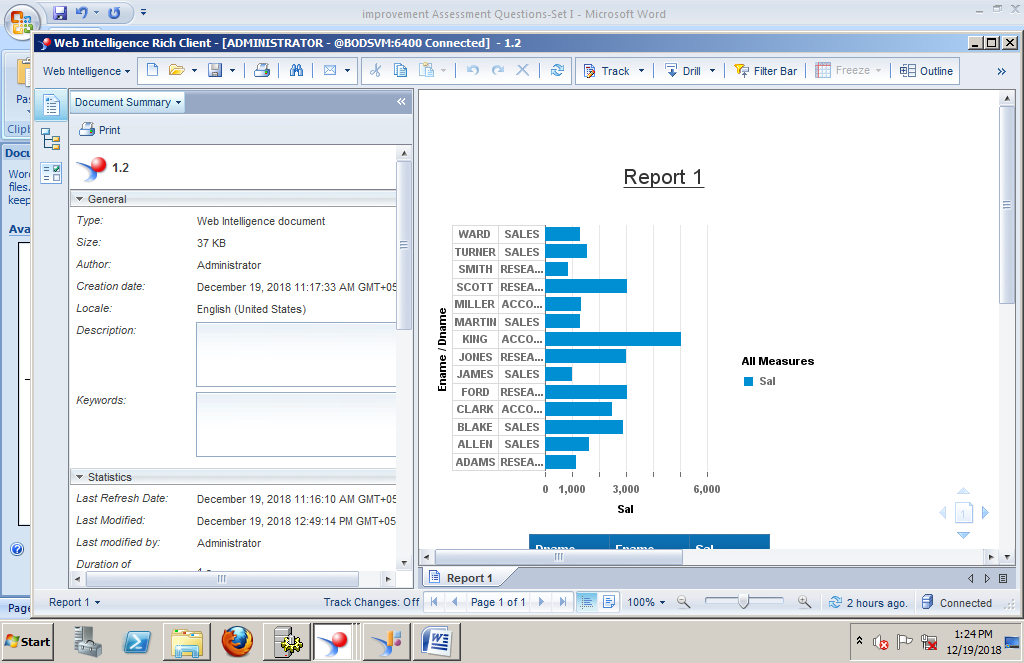 improvement Assessment Questions-Set I - Microsoft Word
Web Intelligence Rich Client - [ADMINISTRATOR - @BODSVM:6400 Connected] - 1.2
Web Intelligence
Track
Drill
Filter Bar
Freeze
Outline
»
Pas
Clipb
Docu
Word
files.
keep
Ava
Page
Document Summary
«
Print
1.2
General
Type: Web Intelligence document
Size: 37 KB
Author: Administrator
Creation date: December 19, 2018 11:17:33 AM GMT+05
Locale: English (United States)
Description:
Keywords:
Statistics
Last Refresh Date: December 19, 2018 11:16:10 AM GMT+05
Last Modified: December 19, 2018 12:49:14 PM GMT+05
Last modified by: Administrator
Duration of
Report 1
Ename / Dname
WARD SALES
TURNER SALES
SMITH RESEA...
SCOTT RESEA...
MILLER ACCO...
MARTIN SALES
KING ACCO...
JONES RESEA...
JAMES SALES
FORD RESEA...
CLARK ACCO...
BLAKE SALES
ALLEN SALES
ADAMS RESEA...
0 1,000 3,000 6,000
Sal
All Measures
Sal
1
Dname Ename Sal
Report 1
Report 1
Track Changes: Off
Page 1 of 1
100%
2 hours ago.
Connected
Start
1:24 PM
12/19/2018